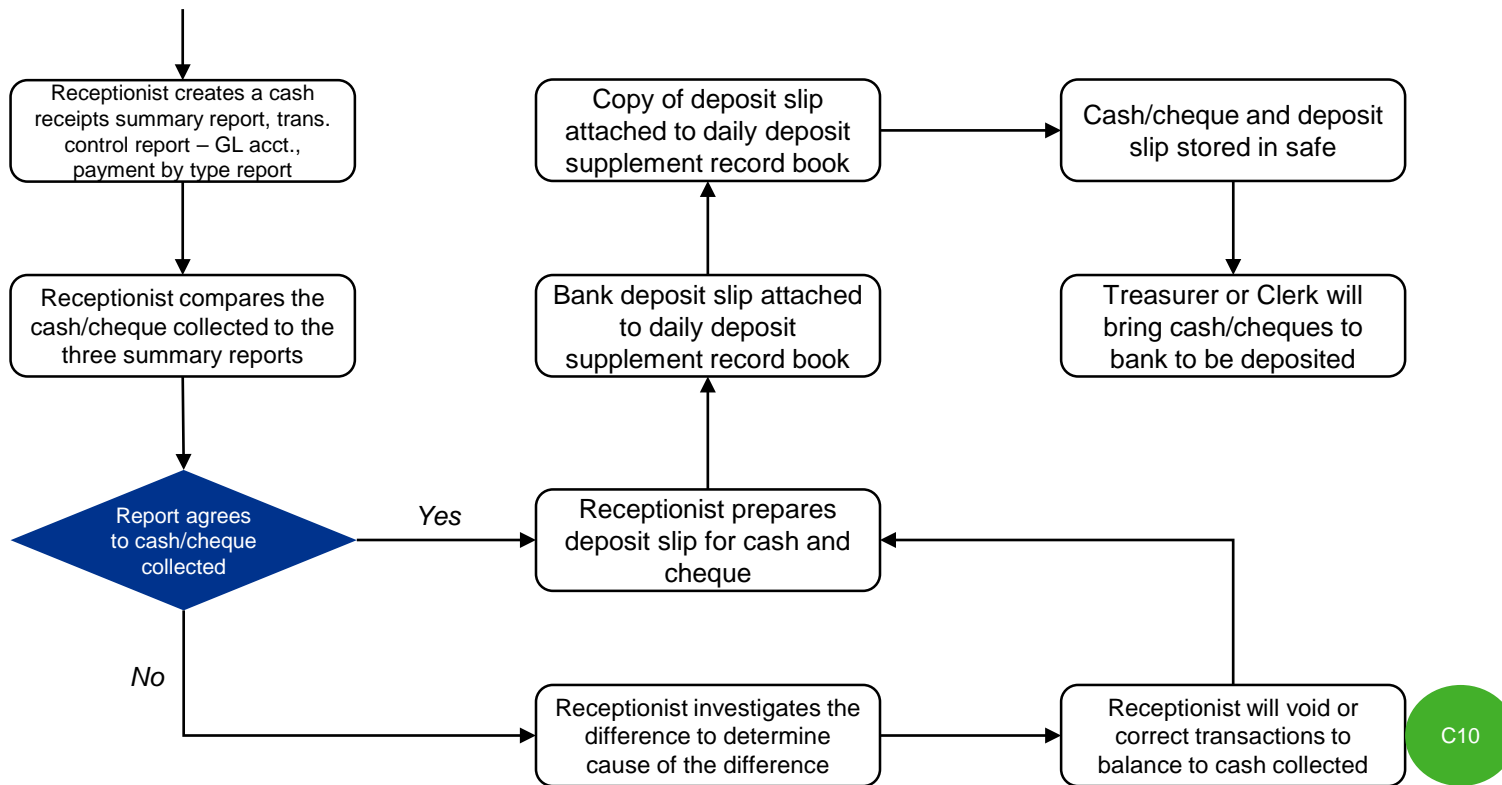 Receptionist creates a cash
receipts summary report, trans.
control report – GL acct.,
payment by type report
Receptionist compares the
cash/cheque collected to the
three summary reports
Report agrees
to cash/cheque
collected
Yes
No
Receptionist prepares
deposit slip for cash and
cheque
Bank deposit slip attached
to daily deposit
supplement record book
Copy of deposit slip
attached to daily deposit
supplement record book
Cash/cheque and deposit
slip stored in safe
Treasurer or Clerk will
bring cash/cheques to
bank to be deposited
Receptionist investigates the
difference to determine
cause of the difference
Receptionist will void or
correct transactions to
balance to cash collected
C10